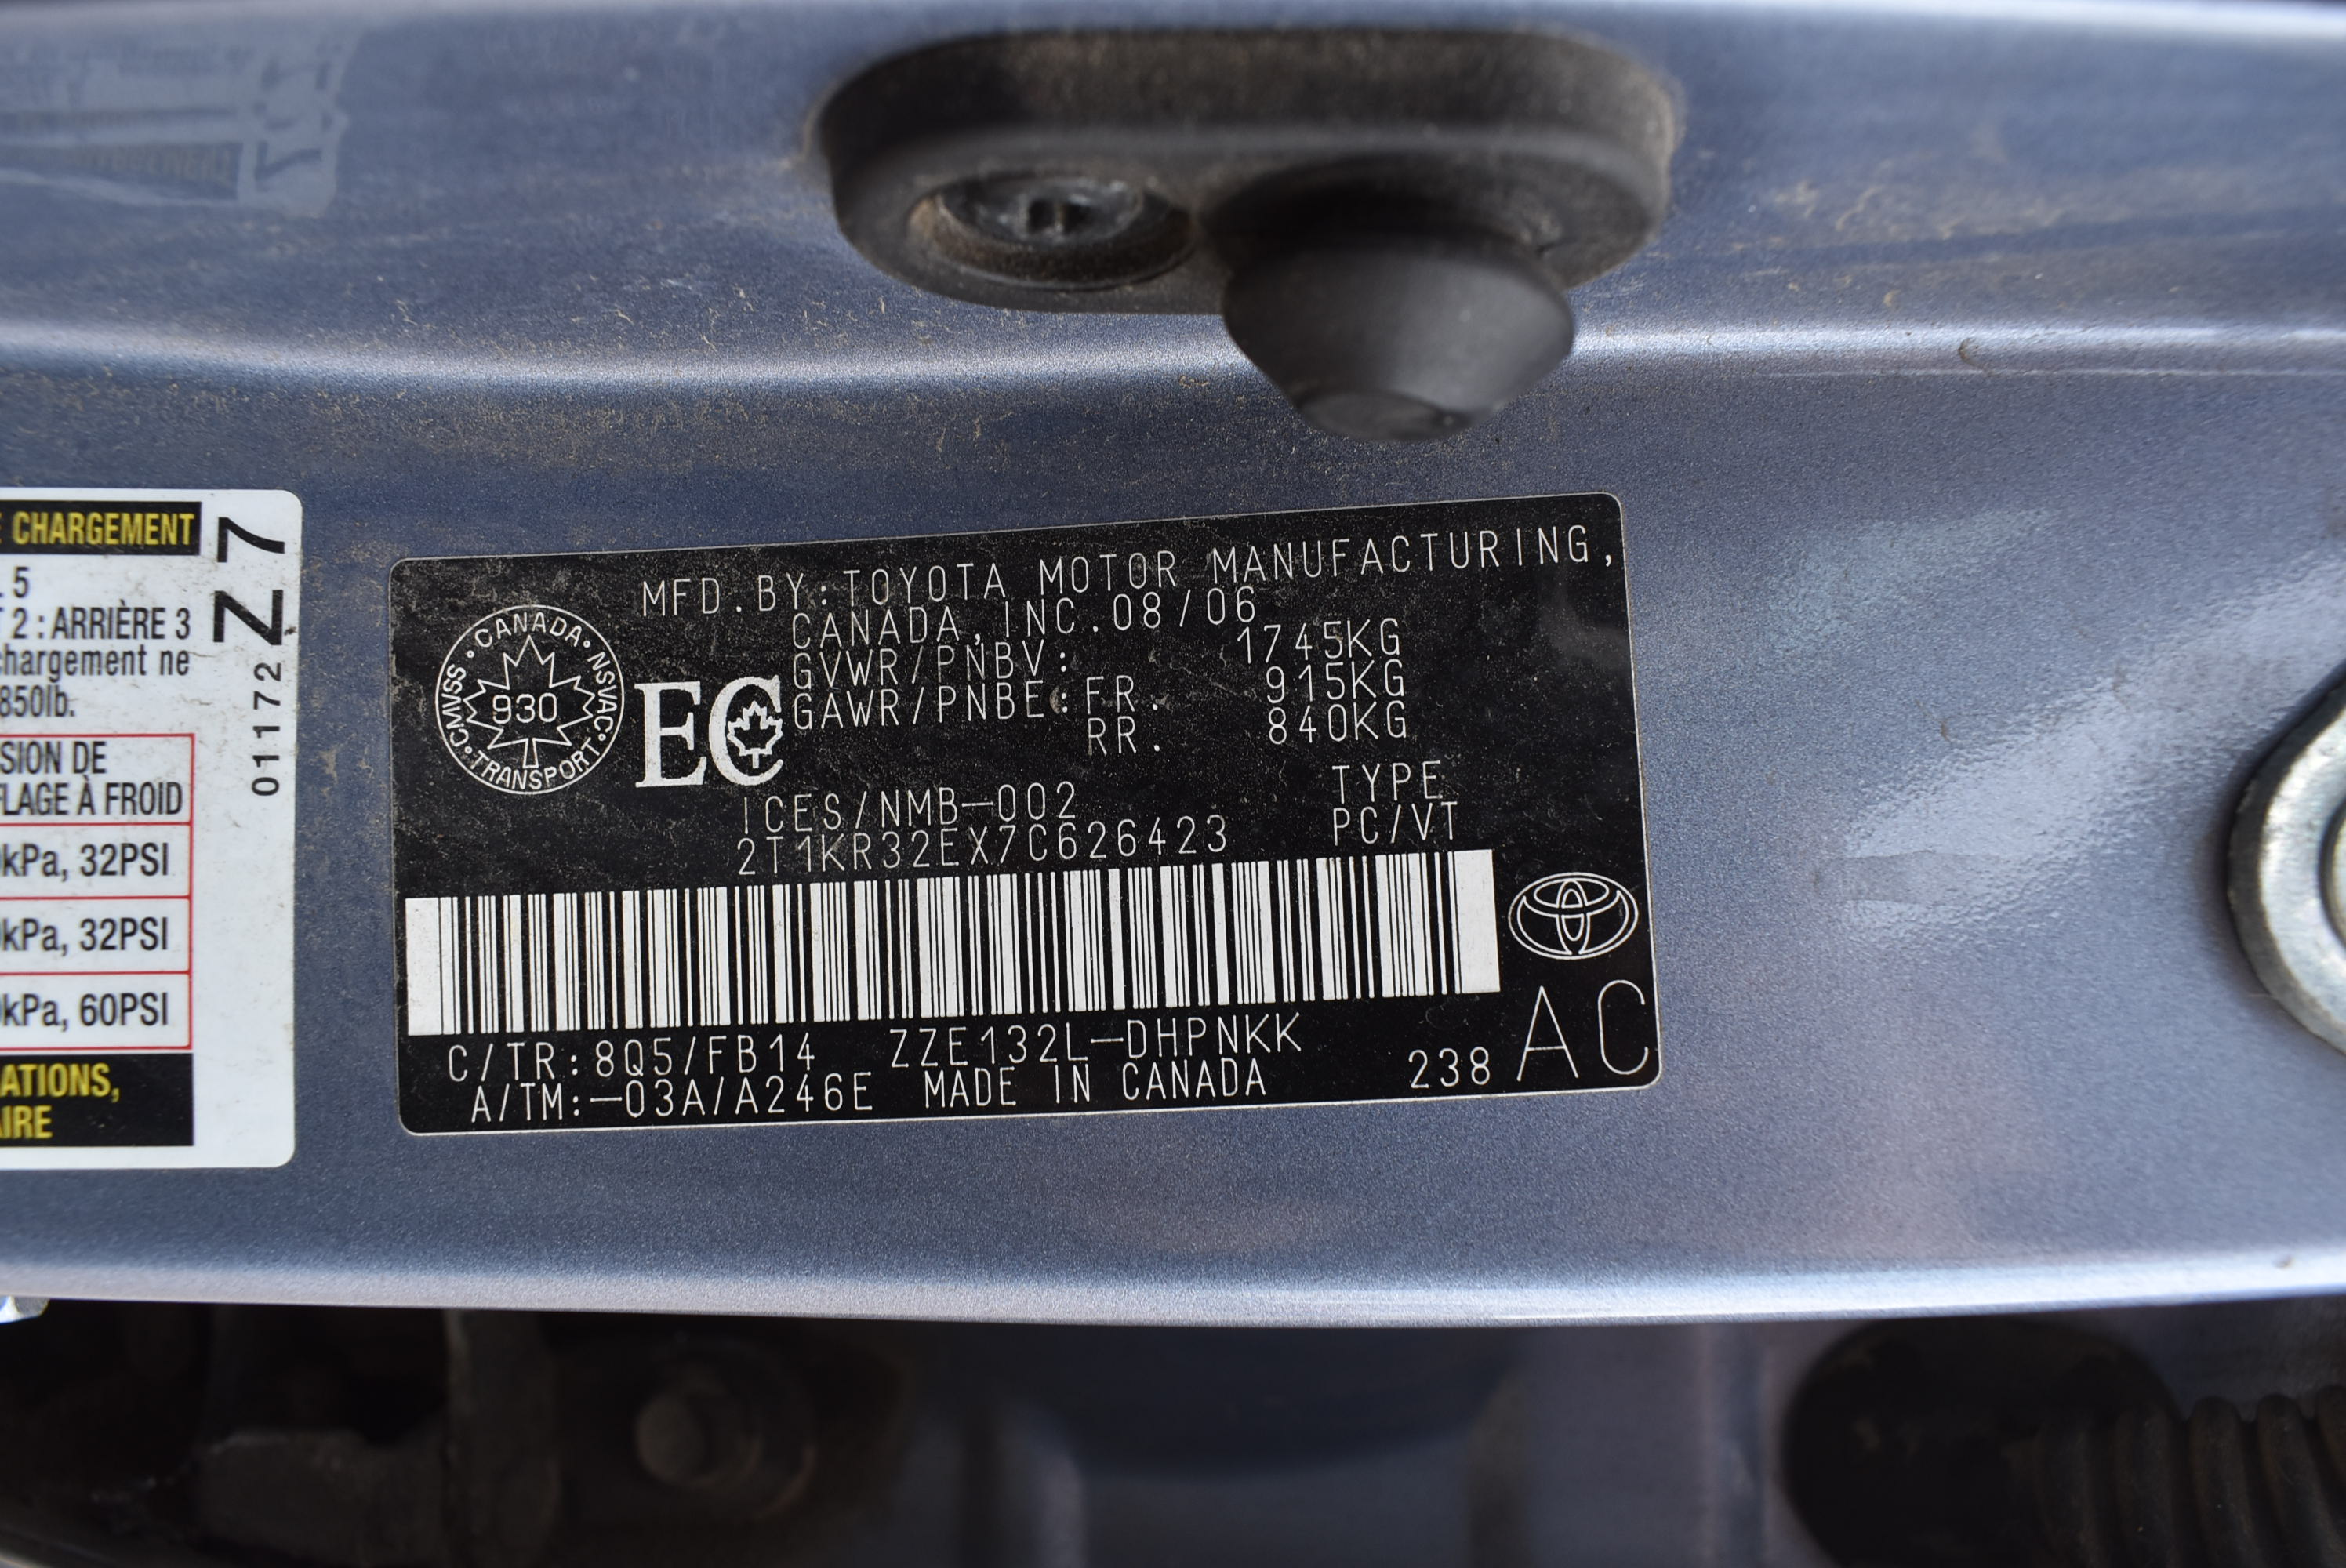 E CHARGEMENT
5
T 2 : ARRIÈRE 3
chargement ne
850lb.
SION DE
FLAGE À FROID
kPa, 32PSI
kPa, 32PSI
kPa, 60PSI
ATIONS,
AIRE
Z7
01172
MFD.BY:TOYOTA MOTOR MANUFACTURING,
CANADA,INC.08/06
GVWR/PNBV: 1745KG
GAWR/PNBE:FR. 915KG
RR. 840KG
•CANADA•NSVAC•TRANSPORT•CMVSS
930
EC
ICES/NMB-002
TYPE
2T1KR32EX7C626423
PC/VT
C/TR:8Q5/FB14 ZZE132L-DHPNKK
A/TM:-03A/A246E MADE IN CANADA
238 AC